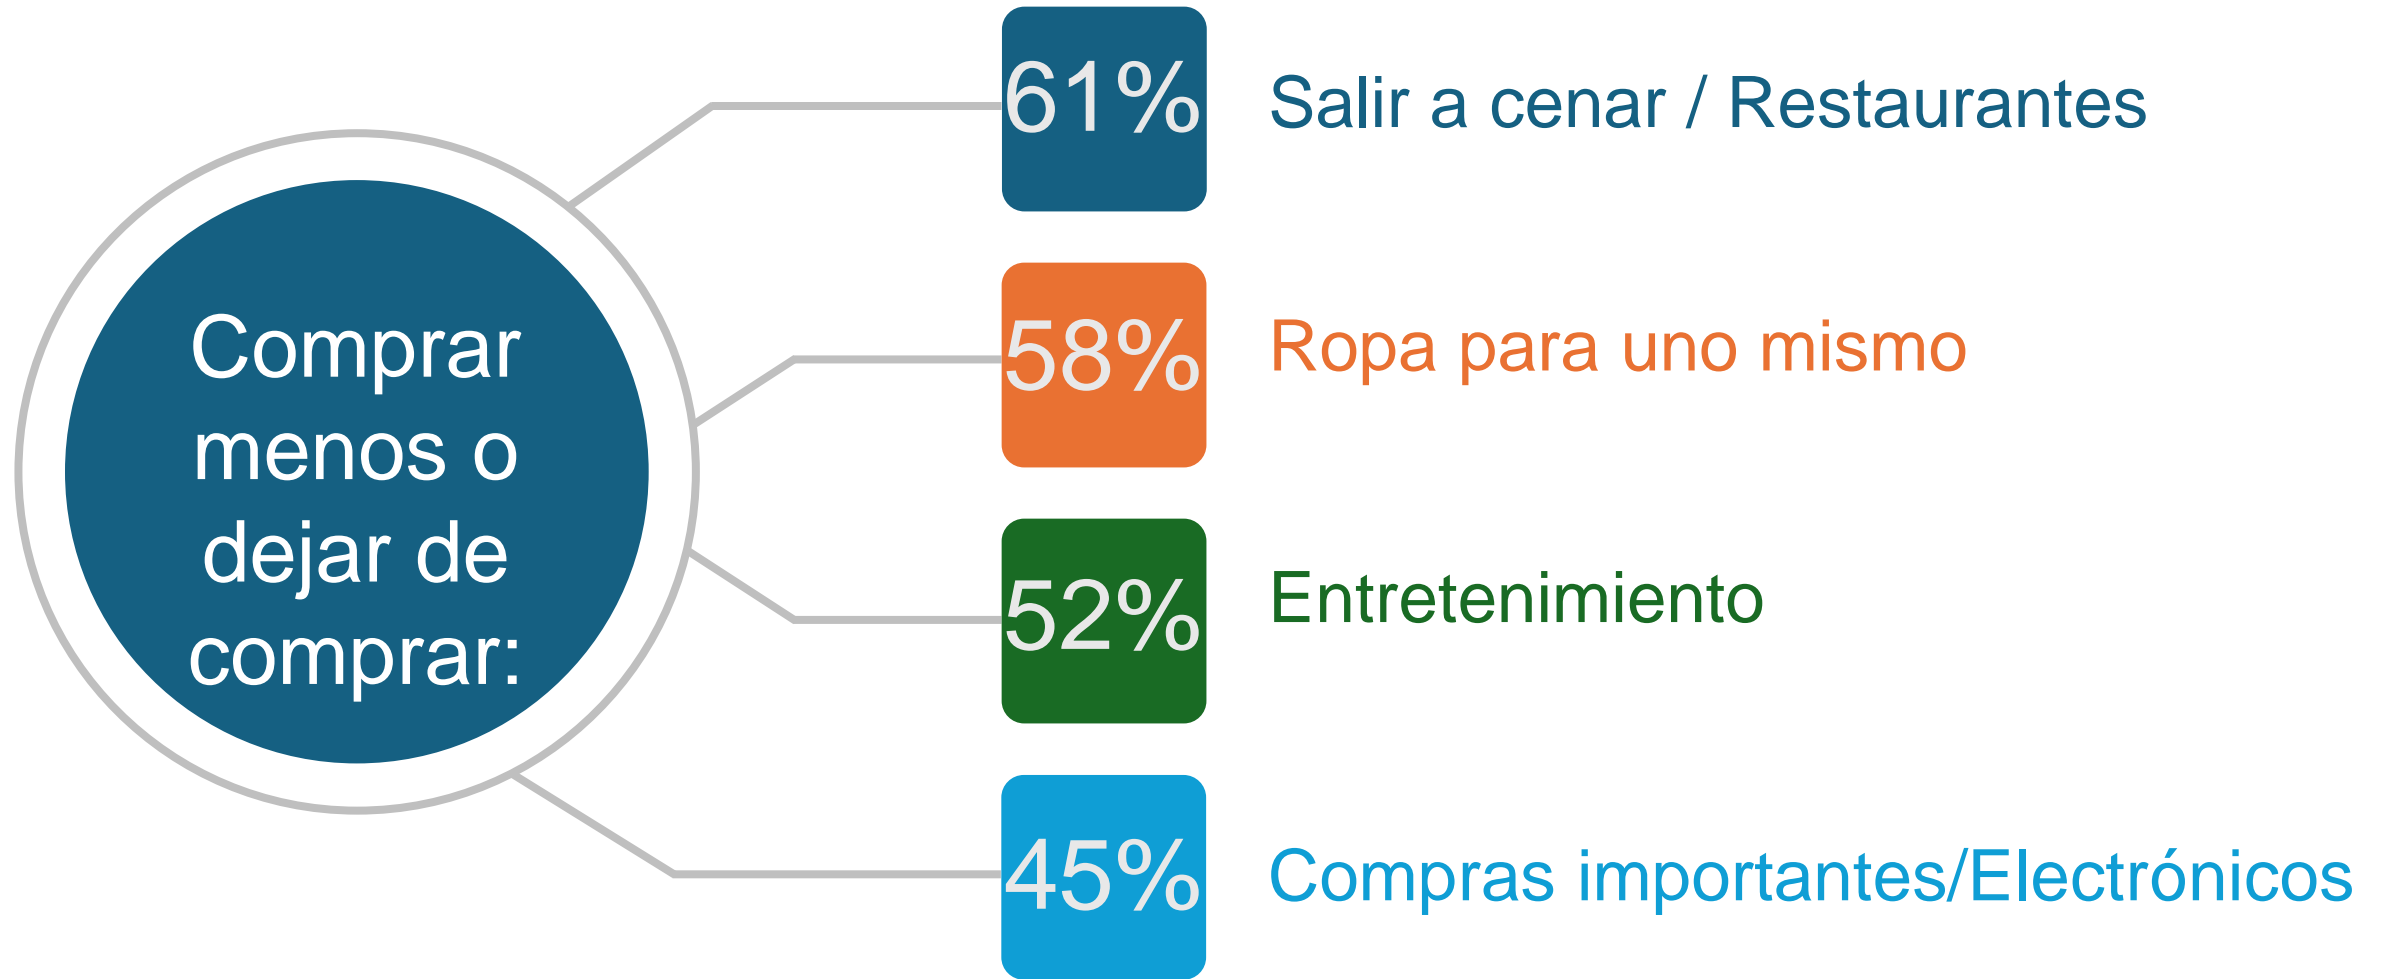 Comprar
menos o
dejar de
comprar:
61%
Salir a cenar / Restaurantes
58%
Ropa para uno mismo
52%
Entretenimiento
45%
Compras importantes/Electrónicos